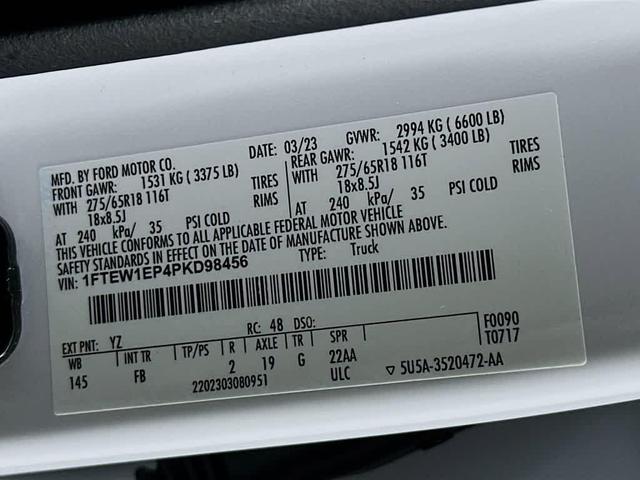 MFD. BY FORD MOTOR CO. DATE: 03/23 GVWR: 2994 KG ( 6600 LB)
FRONT GAWR: 1531 KG ( 3375 LB) REAR GAWR: 1542 KG ( 3400 LB)
WITH 275/65R18 116T TIRES WITH 275/65R18 116T TIRES
18x8.5J RIMS 18x8.5J RIMS
AT 240 kPa/ 35 PSI COLD AT 240 kPa/ 35 PSI COLD
THIS VEHICLE CONFORMS TO ALL APPLICABLE FEDERAL MOTOR VEHICLE
SAFETY STANDARDS IN EFFECT ON THE DATE OF MANUFACTURE SHOWN ABOVE.
VIN: 1FTEW1EP4PKD98456 TYPE: Truck
EXT PNT: YZ RC: 48 DSO: F0090
WB INT TR TP/PS R AXLE TR SPR T0717
145 FB 2 19 G 22AA
ULC
2202303080951 ▽ 5U5A-3520472-AA